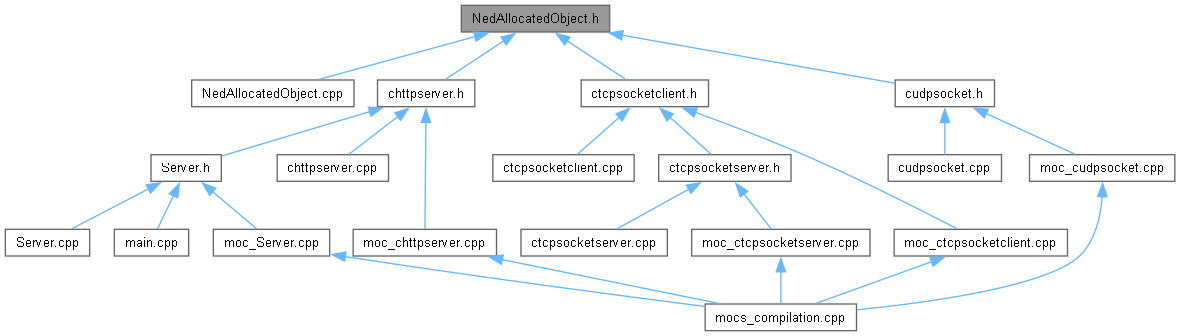 NedAllocatedObject.h
NedAllocatedObject.cpp
chttpserver.h
ctcpsocketclient.h
cudpsocket.h
Server.h
chttpserver.cpp
ctcpsocketclient.cpp
ctcpsocketserver.h
cudpsocket.cpp
moc_cudpsocket.cpp
Server.cpp
main.cpp
moc_Server.cpp
moc_chttpserver.cpp
ctcpsocketserver.cpp
moc_ctcpsocketserver.cpp
moc_ctcpsocketclient.cpp
mocs_compilation.cpp